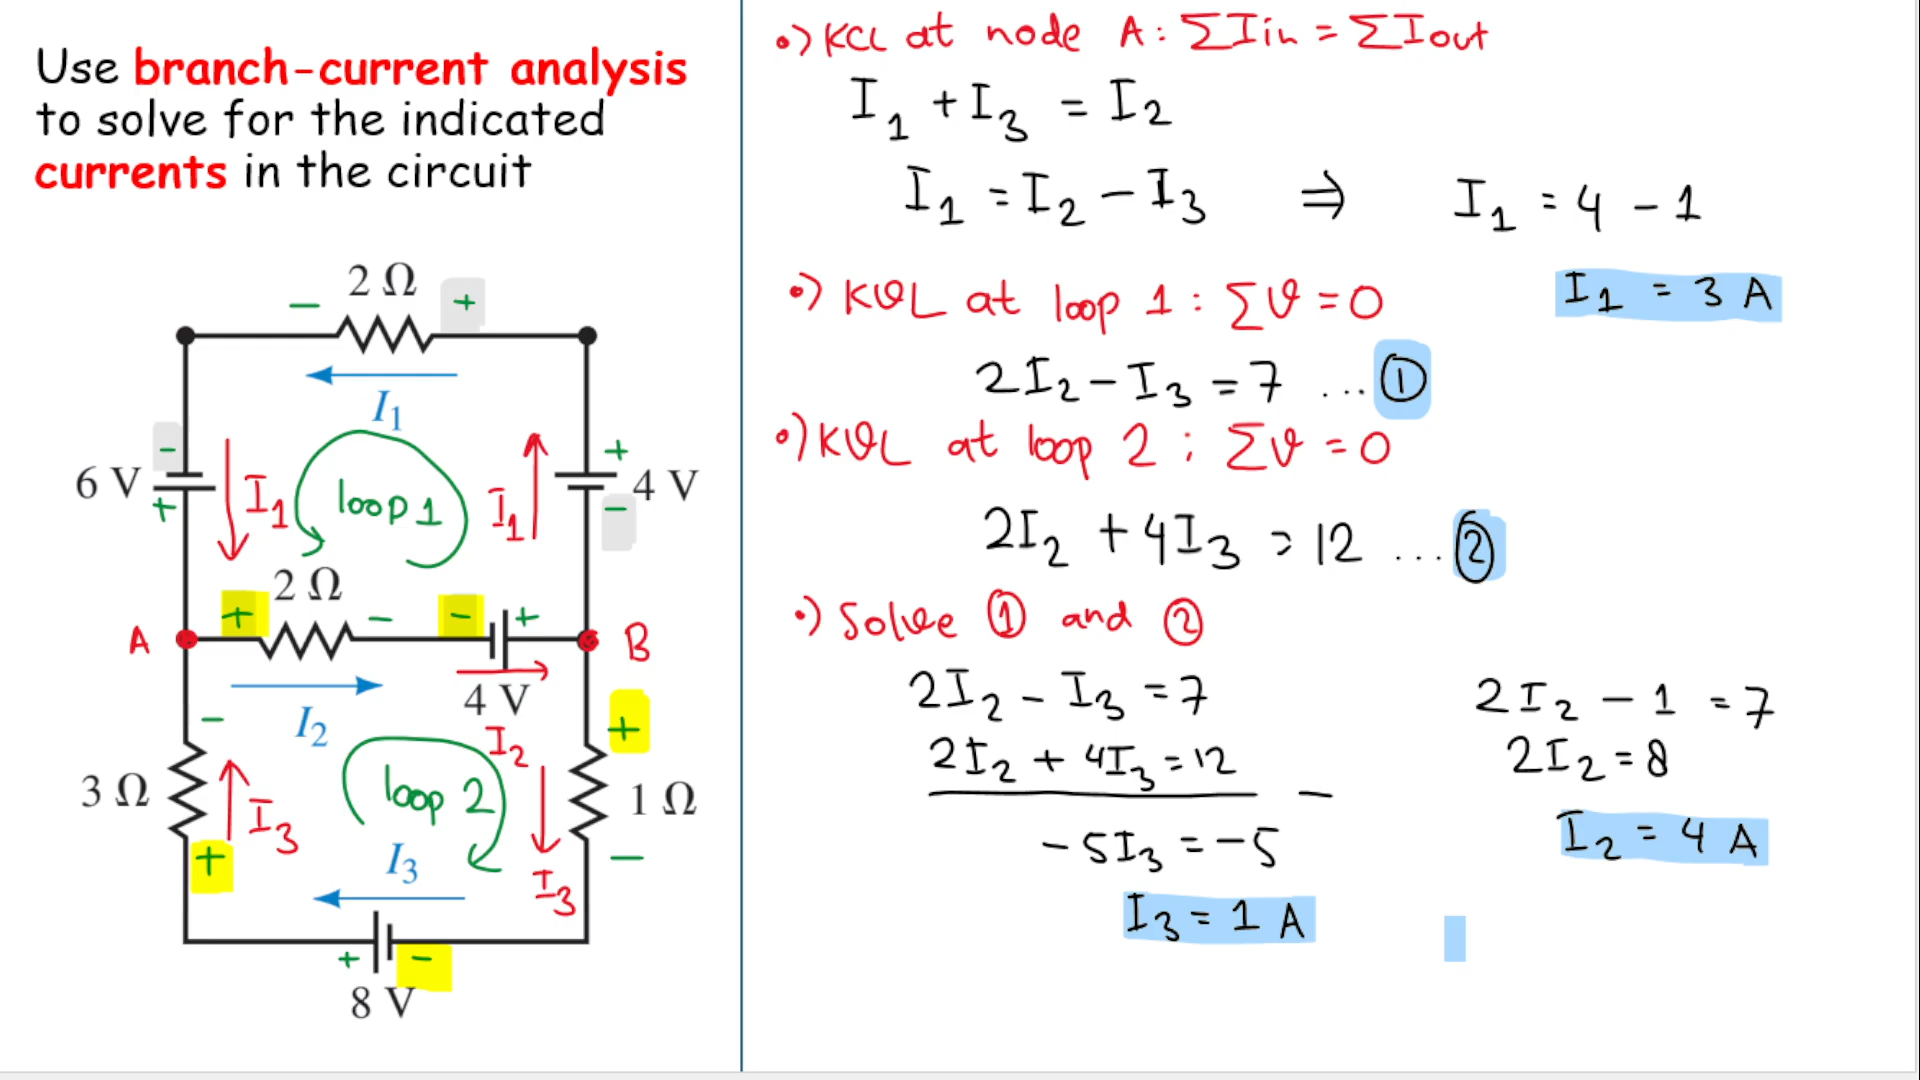 Use branch-current analysis
to solve for the indicated
currents in the circuit
2 Ω
− +
I1
- +
6 V 4 V
+ -
I1 loop 1 I1
2 Ω
+ - - +
A B
4 V
I2
I2
- +
3 Ω 1 Ω
I3 loop 2
+ -
I3 I3
+ -
8 V
•) KCL at node A: ΣIin = ΣIout
I1 + I3 = I2
I1 = I2 - I3 ⇒ I1 = 4 - 1
I1 = 3 A
•) KVL at loop 1 : ΣV = 0
2I2 - I3 = 7 ... ①
•) KVL at loop 2 : ΣV = 0
2I2 + 4I3 = 12 ... ②
•) Solve ① and ②
2I2 - I3 = 7
2I2 + 4I3 = 12 −
-5I3 = -5
I3 = 1 A
2I2 - 1 = 7
2I2 = 8
I2 = 4 A